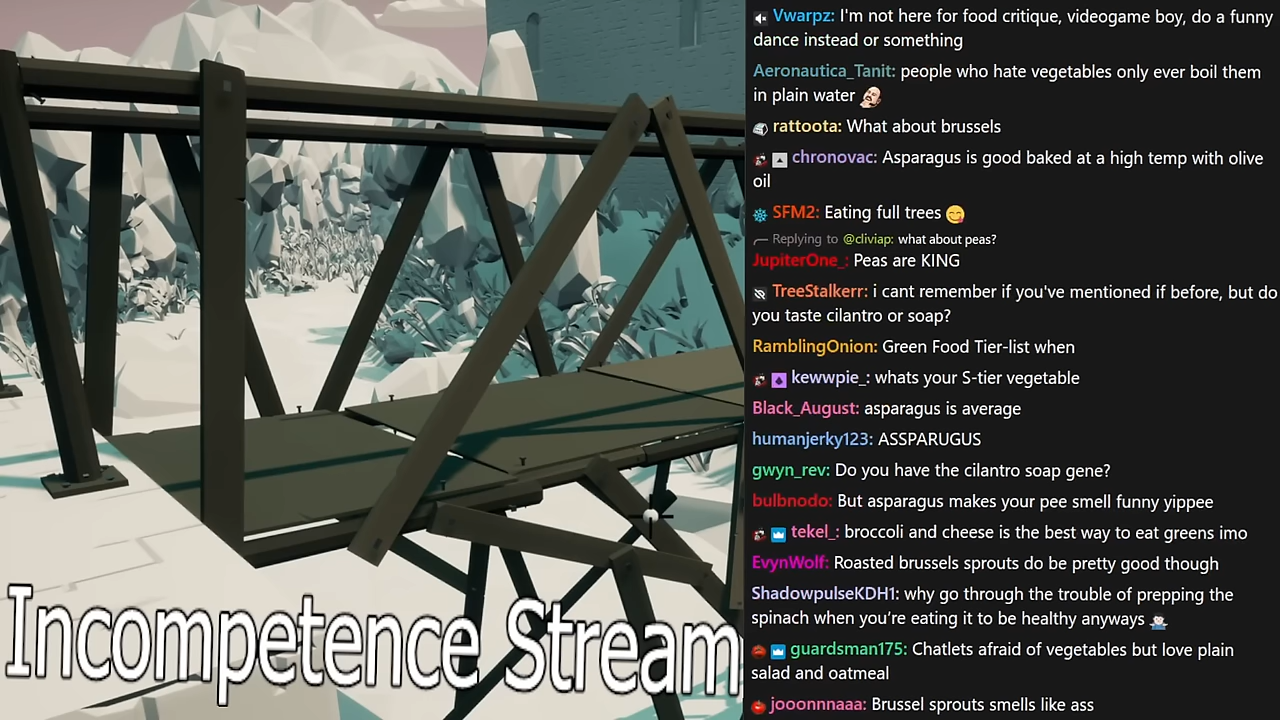 Vwarpz: I'm not here for food critique, videogame boy, do a funny
dance instead or something
Aeronautica_Tanit: people who hate vegetables only ever boil them
in plain water
rattoota: What about brussels
chronovac: Asparagus is good baked at a high temp with olive
oil
SFM2: Eating full trees
Replying to @cliviap: what about peas?
JupiterOne_: Peas are KING
TreeStalkerr: i cant remember if you've mentioned if before, but do
you taste cilantro or soap?
RamblingOnion: Green Food Tier-list when
kewwpie_: whats your S-tier vegetable
Black_August: asparagus is average
humanjerky123: ASSPARUGUS
gwyn_rev: Do you have the cilantro soap gene?
bulbnodo: But asparagus makes your pee smell funny yippee
tekel_: broccoli and cheese is the best way to eat greens imo
EvynWolf: Roasted brussels sprouts do be pretty good though
ShadowpulseKDH1: why go through the trouble of prepping the
spinach when you’re eating it to be healthy anyways
guardsman175: Chatlets afraid of vegetables but love plain
salad and oatmeal
jooonnnaaa: Brussel sprouts smells like ass
Incompetence Stream